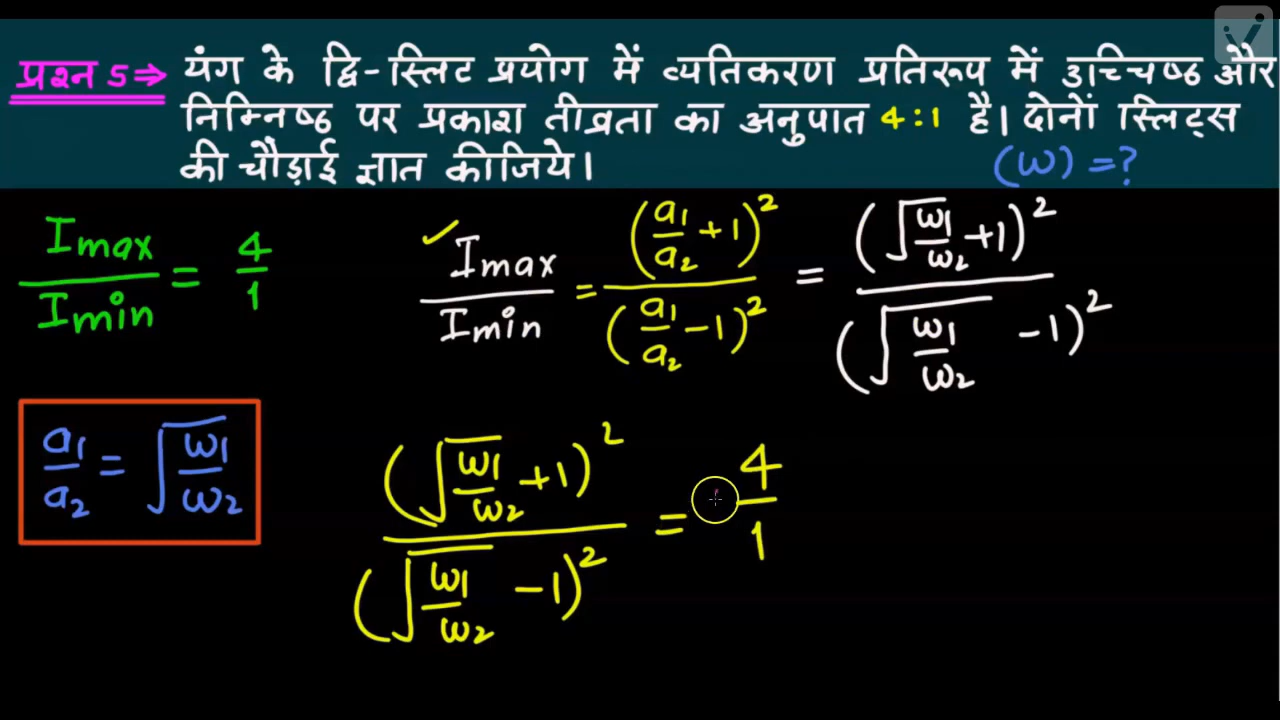 प्रश्न 5⇒ यंग के द्वि-स्लिट प्रयोग में व्यतिकरण प्रतिरूप में उच्चिष्ठ और
निम्निष्ठ पर प्रकाश तीव्रता का अनुपात 4:1 है। दोनों स्लिट्स
की चौड़ाई ज्ञात कीजिये। (ω) =?
Imax/Imin = 4/1
✓ Imax/Imin = (a₁/a₂ + 1)²/(a₁/a₂ - 1)² = (√(ω₁/ω₂) + 1)²/(√(ω₁/ω₂) - 1)²
a₁/a₂ = √(ω₁/ω₂)
(√(ω₁/ω₂) + 1)²/(√(ω₁/ω₂) - 1)² = 4/1